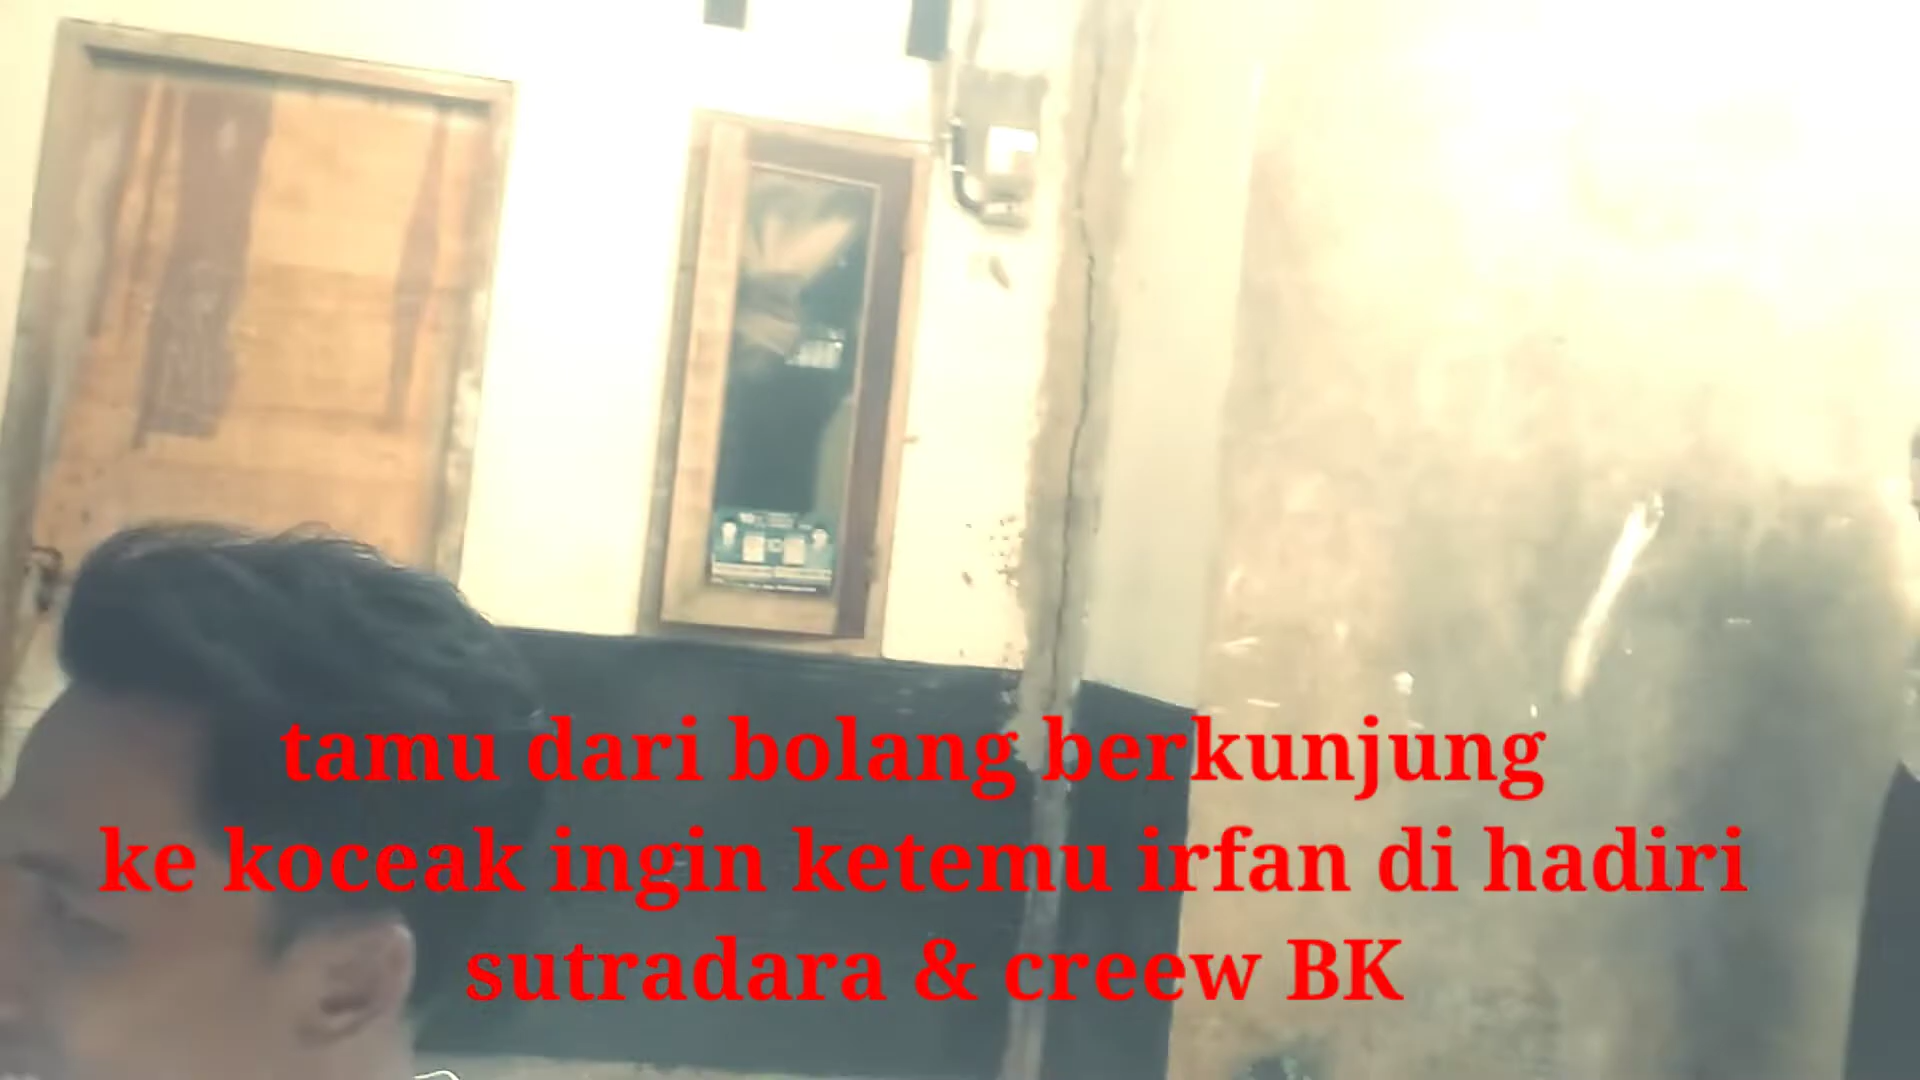 tamu dari bolang berkunjung
ke koceak ingin ketemu irfan di hadiri
sutradara & creew BK